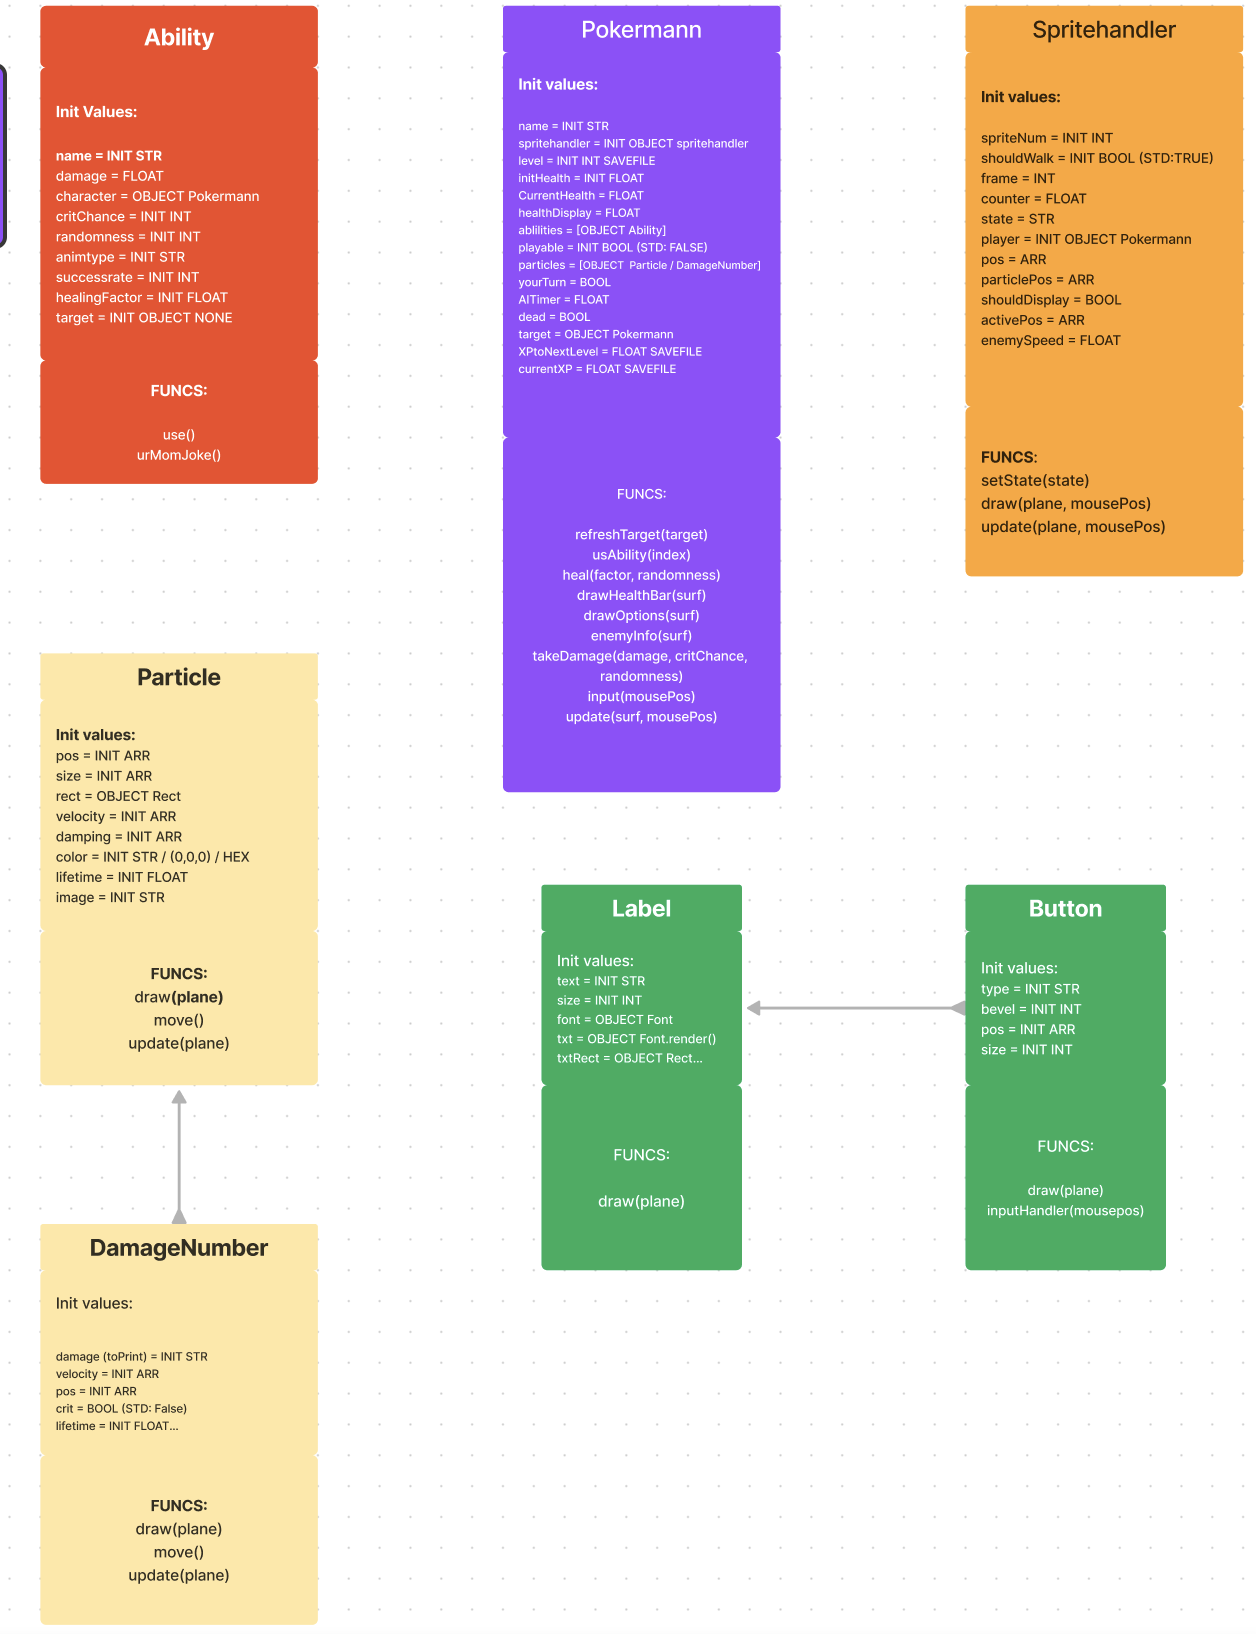 Ability
Init Values:
name = INIT STR
damage = FLOAT
character = OBJECT Pokermann
critChance = INIT INT
randomness = INIT INT
animtype = INIT STR
successrate = INIT INT
healingFactor = INIT FLOAT
target = INIT OBJECT NONE
FUNCS:
use()
urMomJoke()
Pokermann
Init values:
name = INIT STR
spritehandler = INIT OBJECT spritehandler
level = INIT INT SAVEFILE
initHealth = INIT FLOAT
CurrentHealth = FLOAT
healthDisplay = FLOAT
ablilities = [OBJECT Ability]
playable = INIT BOOL (STD: FALSE)
particles = [OBJECT  Particle / DamageNumber]
yourTurn = BOOL
AITimer = FLOAT
dead = BOOL
target = OBJECT Pokermann
XPtoNextLevel = FLOAT SAVEFILE
currentXP = FLOAT SAVEFILE
FUNCS:
refreshTarget(target)
usAbility(index)
heal(factor, randomness)
drawHealthBar(surf)
drawOptions(surf)
enemyInfo(surf)
takeDamage(damage, critChance,
randomness)
input(mousePos)
update(surf, mousePos)
Spritehandler
Init values:
spriteNum = INIT INT
shouldWalk = INIT BOOL (STD:TRUE)
frame = INT
counter = FLOAT
state = STR
player = INIT OBJECT Pokermann
pos = ARR
particlePos = ARR
shouldDisplay = BOOL
activePos = ARR
enemySpeed = FLOAT
FUNCS:
setState(state)
draw(plane, mousePos)
update(plane, mousePos)
Particle
Init values:
pos = INIT ARR
size = INIT ARR
rect = OBJECT Rect
velocity = INIT ARR
damping = INIT ARR
color = INIT STR / (0,0,0) / HEX
lifetime = INIT FLOAT
image = INIT STR
FUNCS:
draw(plane)
move()
update(plane)
Label
Init values:
text = INIT STR
size = INIT INT
font = OBJECT Font
txt = OBJECT Font.render()
txtRect = OBJECT Rect...
FUNCS:
draw(plane)
Button
Init values:
type = INIT STR
bevel = INIT INT
pos = INIT ARR
size = INIT INT
FUNCS:
draw(plane)
inputHandler(mousepos)
DamageNumber
Init values:
damage (toPrint) = INIT STR
velocity = INIT ARR
pos = INIT ARR
crit = BOOL (STD: False)
lifetime = INIT FLOAT...
FUNCS:
draw(plane)
move()
update(plane)